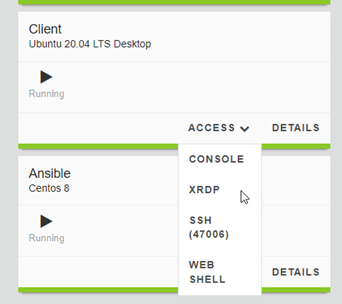 Client
Ubuntu 20.04 LTS Desktop
Running
ACCESS DETAILS
CONSOLE
XRDP
SSH
(47006)
WEB
SHELL
Ansible
Centos 8
Running
DETAILS